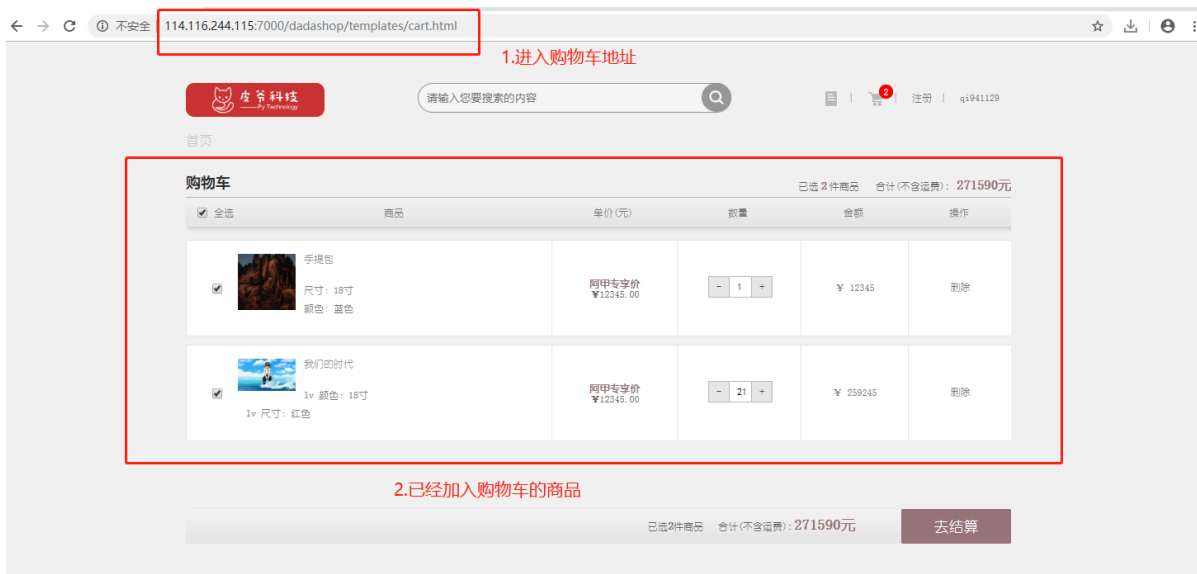 不安全 114.116.244.115:7000/dadashop/templates/cart.html
1.进入购物车地址
皮爷科技
Py Technology
请输入您要搜索的内容
2
注册
qi941129
首页
购物车
已选 2 件商品 合计(不含运费): 271590元
全选 商品 单价(元) 数量 金额 操作
手提包
尺寸: 18寸
颜色: 蓝色
阿甲专享价
¥12345.00
- 1 +
¥ 12345
删除
我们的时代
lv 颜色: 18寸
lv 尺寸: 红色
阿甲专享价
¥12345.00
- 21 +
¥ 259245
删除
2.已经加入购物车的商品
已选2件商品 合计(不含运费): 271590元
去结算